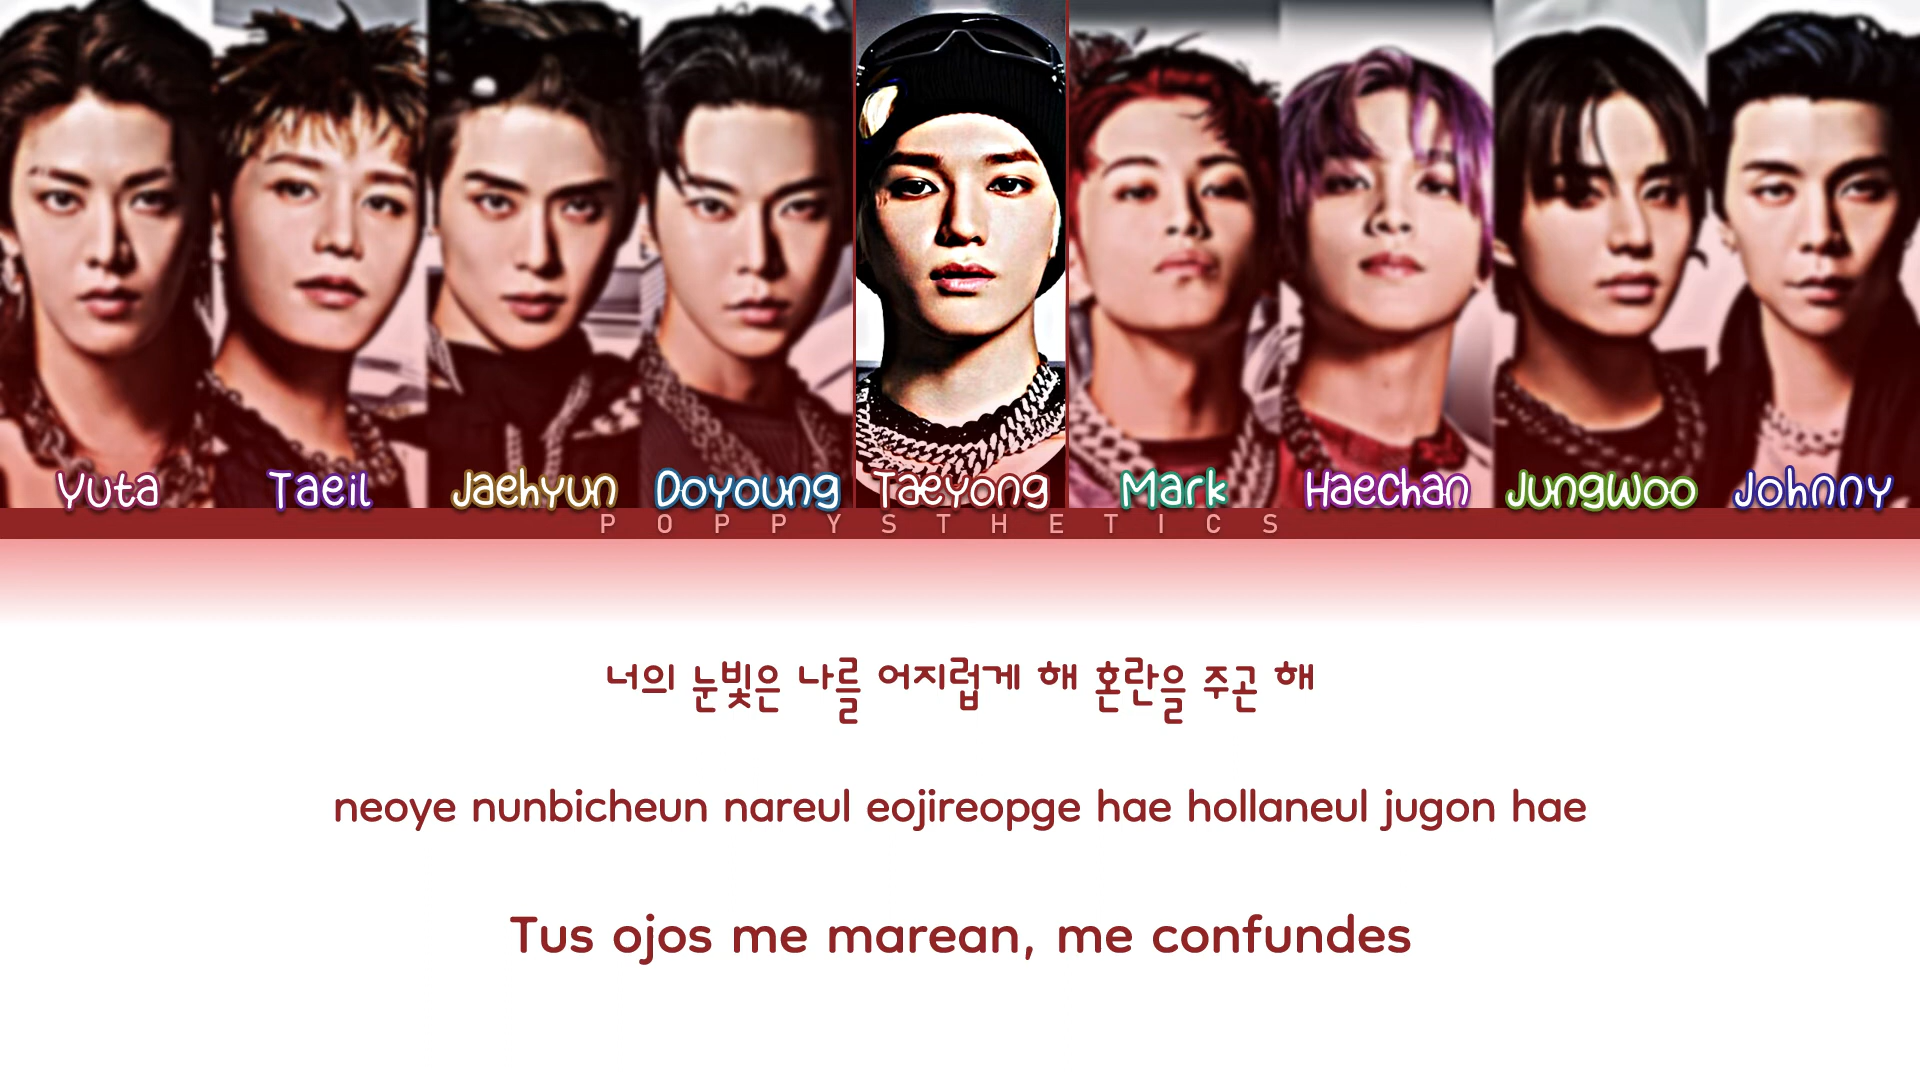 Yuta Taeil Jaehyun Doyoung Taeyong Mark Haechan Jungwoo Johnny
POPPYSTHETICS
너의 눈빛은 나를 어지럽게 해 혼란을 주곤 해
neoye nunbicheun nareul eojireopge hae hollaneul jugon hae
Tus ojos me marean, me confundes